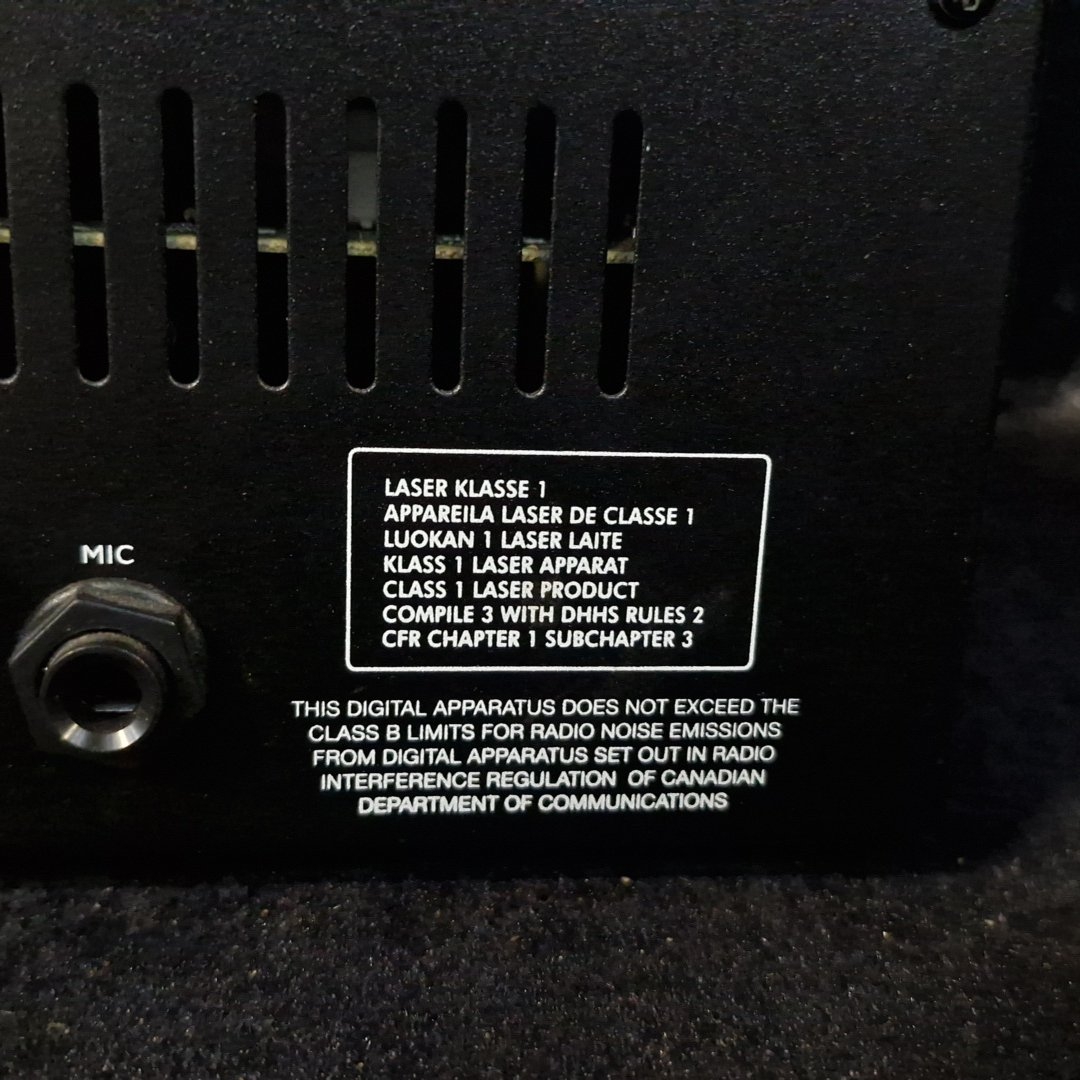 MIC
LASER KLASSE 1
APPAREILA LASER DE CLASSE 1
LUOKAN 1 LASER LAITE
KLASS 1 LASER APPARAT
CLASS 1 LASER PRODUCT
COMPILE 3 WITH DHHS RULES 2
CFR CHAPTER 1 SUBCHAPTER 3
THIS DIGITAL APPARATUS DOES NOT EXCEED THE
CLASS B LIMITS FOR RADIO NOISE EMISSIONS
FROM DIGITAL APPARATUS SET OUT IN RADIO
INTERFERENCE REGULATION OF CANADIAN
DEPARTMENT OF COMMUNICATIONS